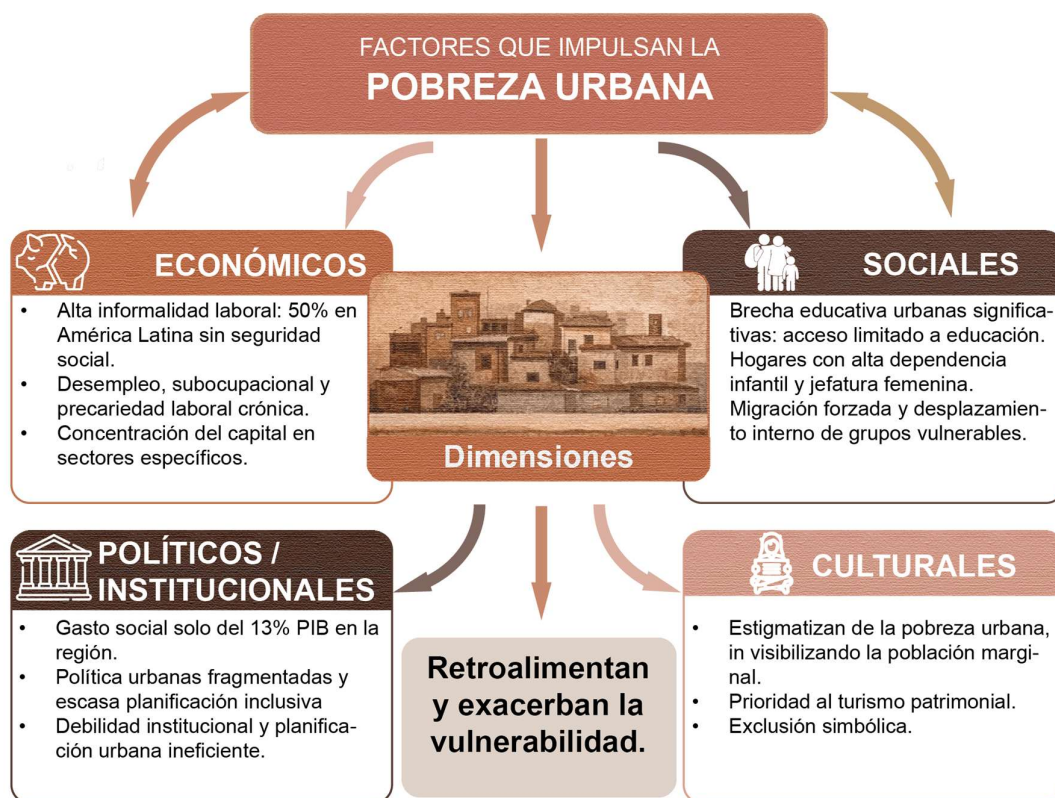 FACTORES QUE IMPULSAN LA
POBREZA URBANA
ECONÓMICOS
• Alta informalidad laboral: 50% en
América Latina sin seguridad
social.
• Desempleo, subocupacional y
precariedad laboral crónica.
• Concentración del capital en
sectores específicos.
Dimensiones
SOCIALES
Brecha educativa urbanas significa-
tivas: acceso limitado a educación.
Hogares con alta dependencia
infantil y jefatura femenina.
Migración forzada y desplazamien-
to interno de grupos vulnerables.
POLÍTICOS /
INSTITUCIONALES
• Gasto social solo del 13% PIB en la
región.
• Política urbanas fragmentadas y
escasa planificación inclusiva
• Debilidad institucional y planifica-
ción urbana ineficiente.
Retroalimentan
y exacerban la
vulnerabilidad.
CULTURALES
• Estigmatizan de la pobreza urbana,
in visibilizando la población margi-
nal.
• Prioridad al turismo patrimonial.
• Exclusión simbólica.